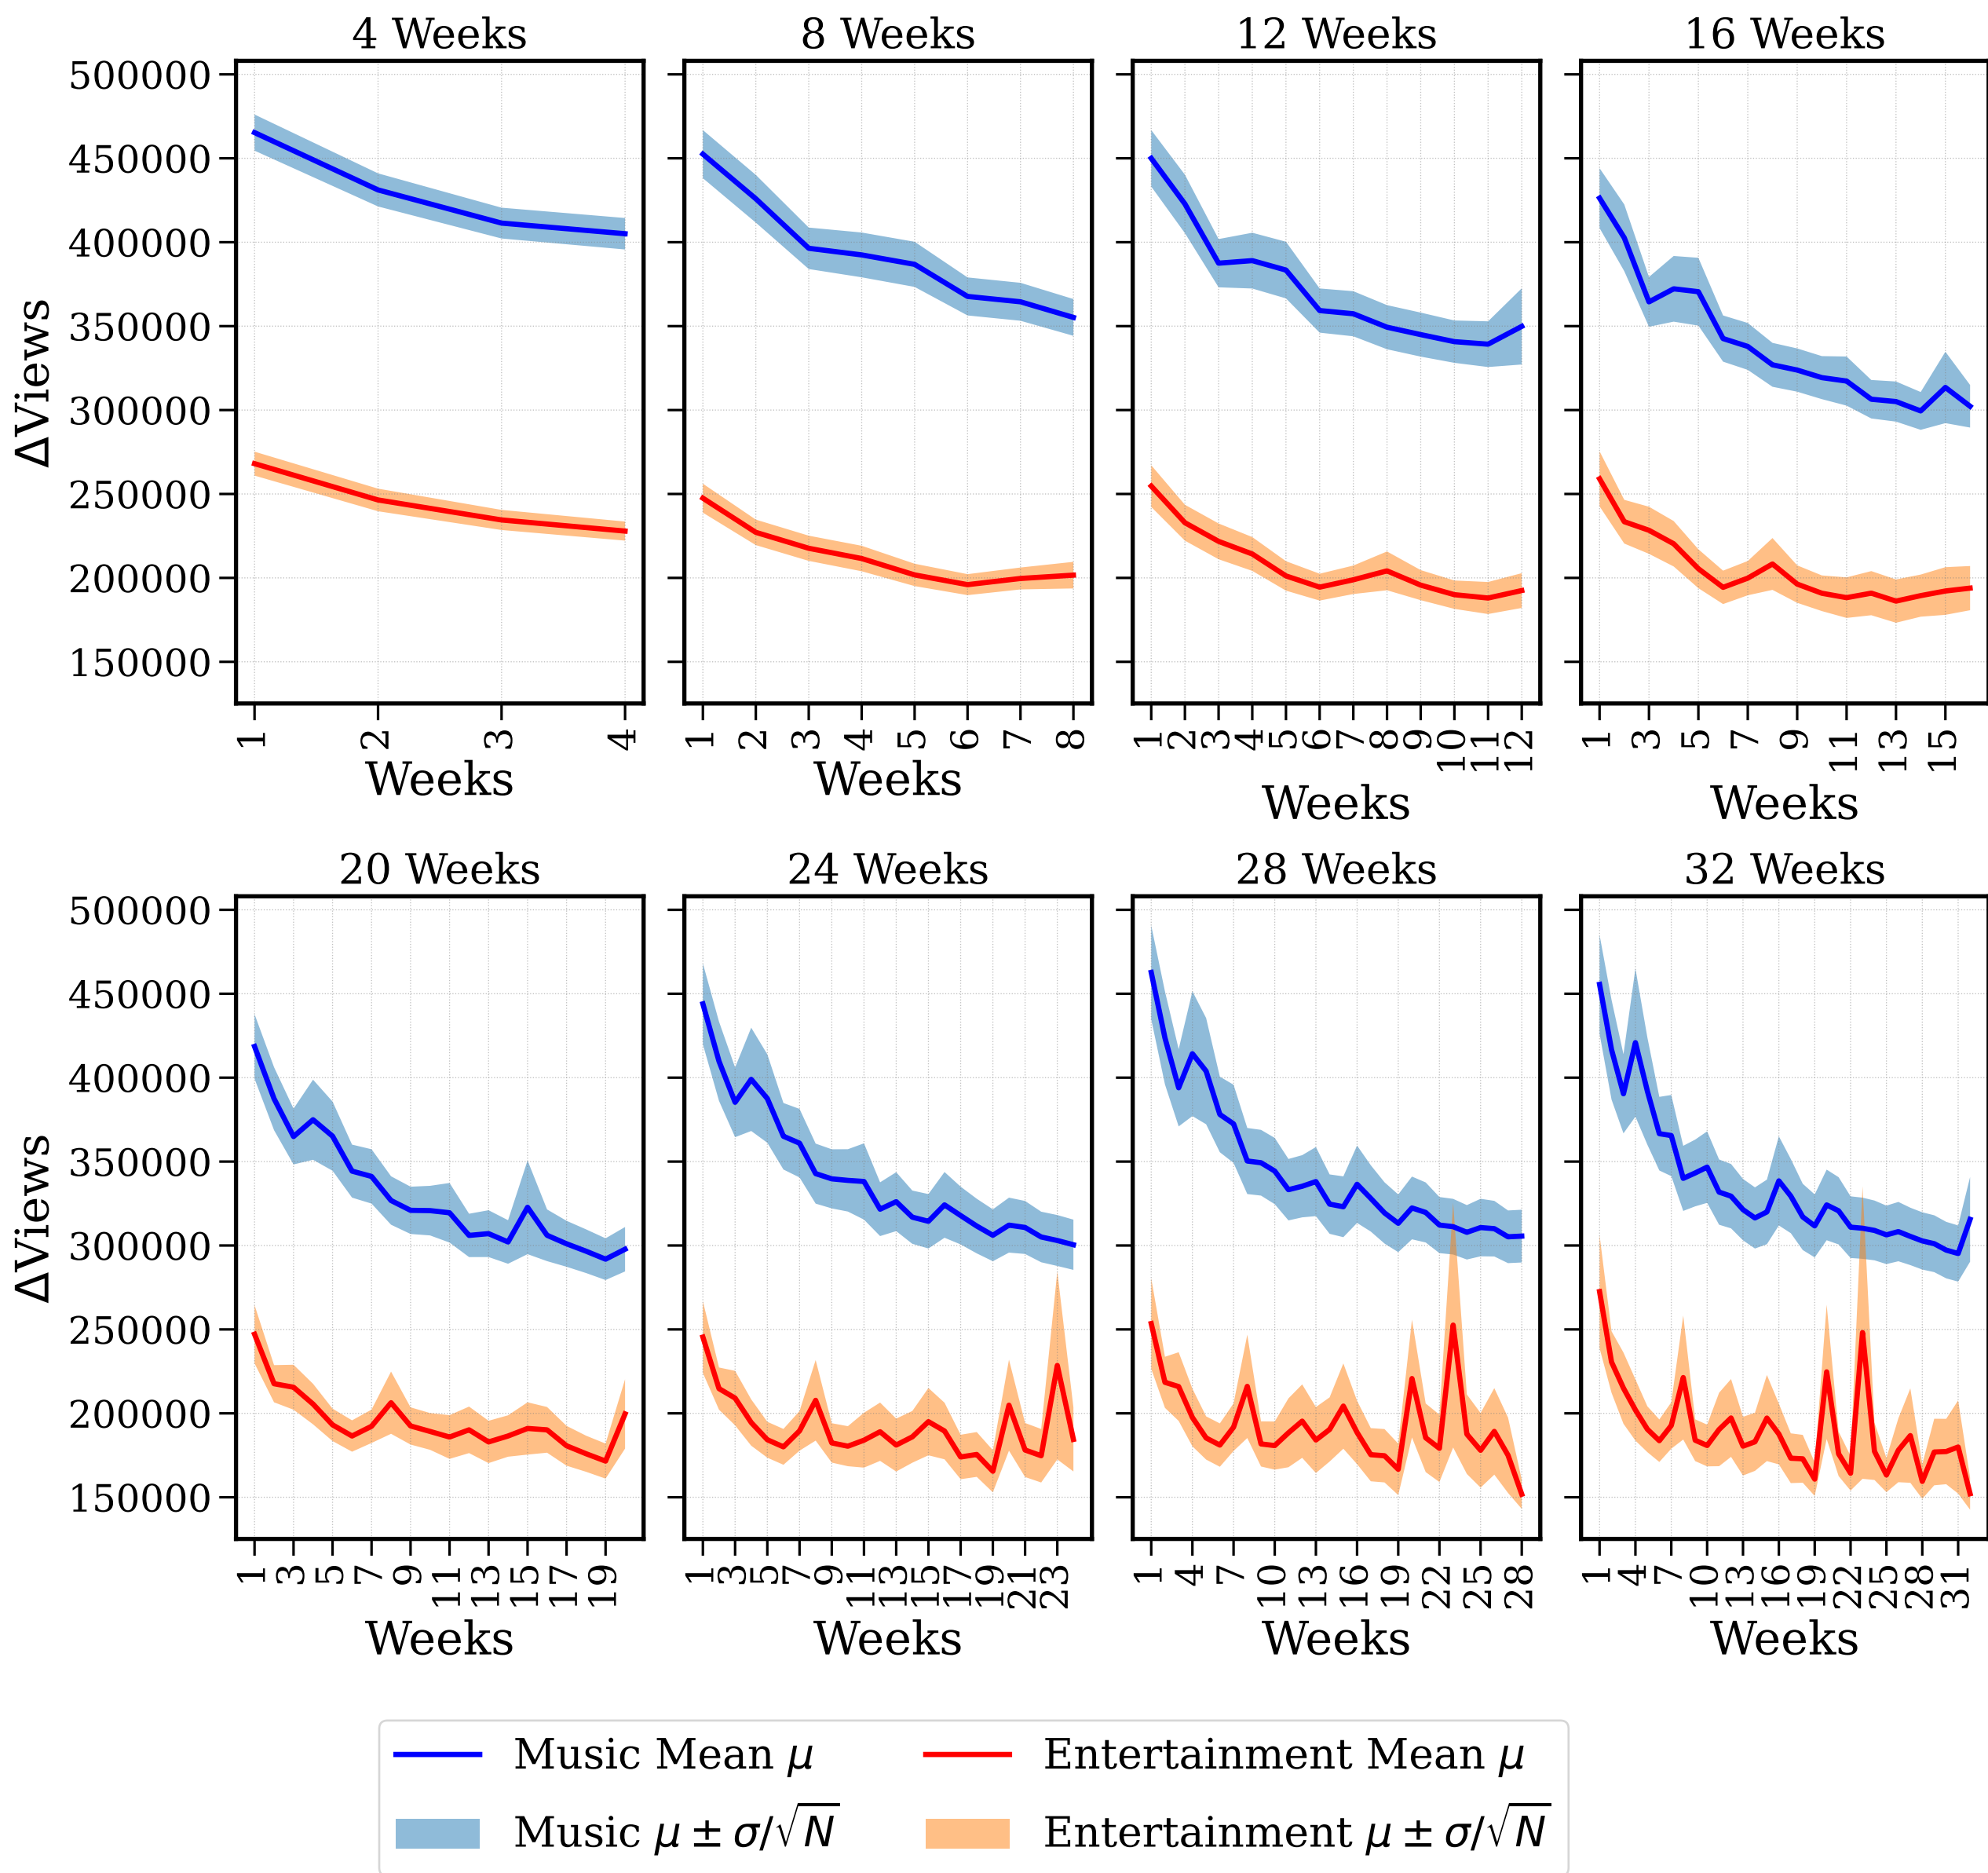 4 Weeks 8 Weeks 12 Weeks 16 Weeks
500000
450000
400000
350000
300000
250000
200000
150000
ΔViews
1 2 3 4 1 2 3 4 5 6 7 8 1 2 3 4 5 6 7 8 9 10 11 12 1 3 5 7 9 11 13 15
Weeks Weeks Weeks Weeks
20 Weeks 24 Weeks 28 Weeks 32 Weeks
500000
450000
400000
350000
300000
250000
200000
150000
ΔViews
1 3 5 7 9 11 13 15 17 19 1 3 5 7 9 11 13 15 17 19 21 23 1 4 7 10 13 16 19 22 25 28 1 4 7 10 13 16 19 22 25 28 31
Weeks Weeks Weeks Weeks
Music Mean μ Entertainment Mean μ
Music μ ± σ/√N Entertainment μ ± σ/√N